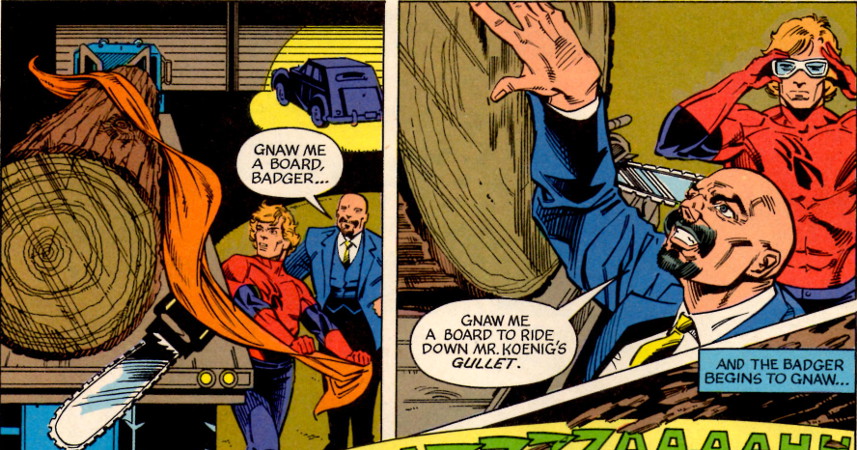 GNAW ME
A BOARD,
BADGER...
GNAW ME
A BOARD TO RIDE
DOWN MR. KOENIG'S
GULLET.
AND THE BADGER
BEGINS TO GNAW...